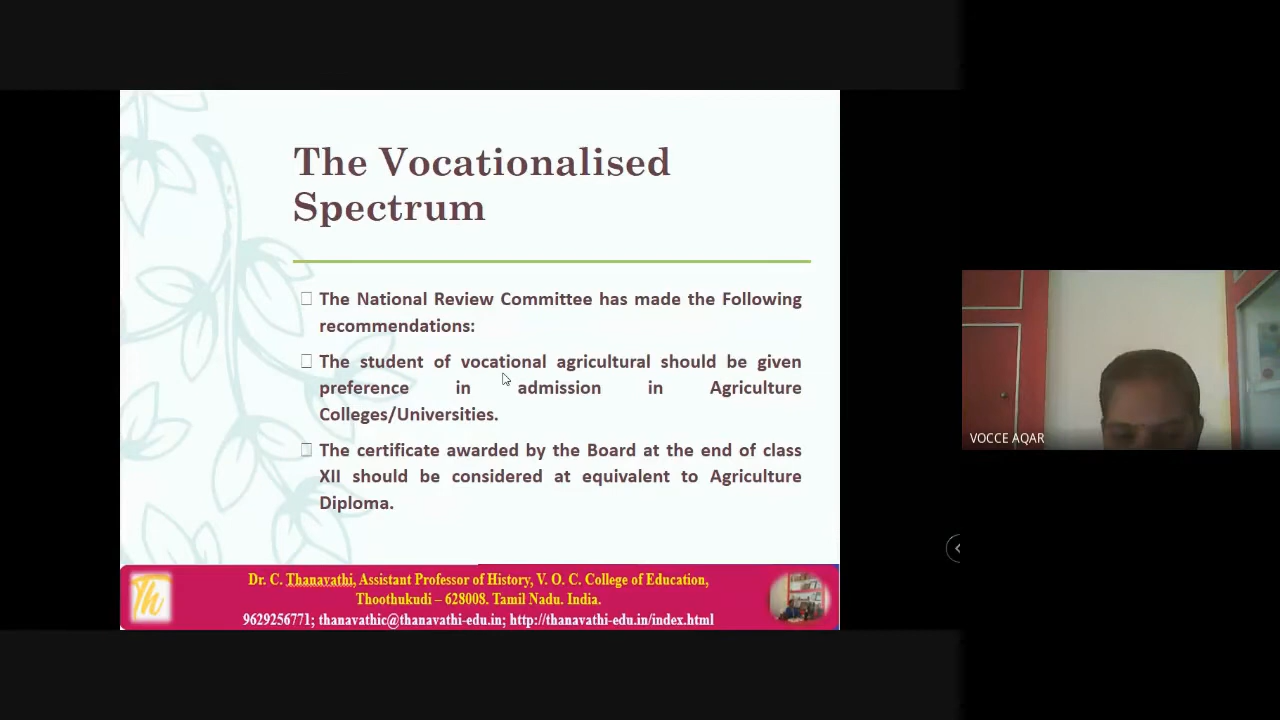 The Vocationalised
Spectrum
The National Review Committee has made the Following
recommendations:
The student of vocational agricultural should be given
preference in admission in Agriculture
Colleges/Universities.
The certificate awarded by the Board at the end of class
XII should be considered at equivalent to Agriculture
Diploma.
Th
Dr. C. Thanavathi, Assistant Professor of History, V. O. C. College of Education,
Thoothukudi – 628008. Tamil Nadu. India.
9629256771; thanavathic@thanavathi-edu.in; http://thanavathi-edu.in/index.html
VOCCE AQAR